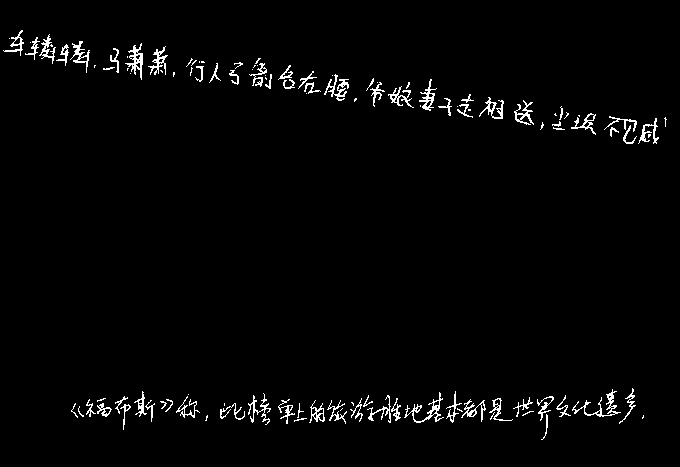 车辚辚，马萧萧，行人弓箭各在腰，爷娘妻子走相送，尘埃不见咸
《福布斯》称，此榜单上的旅游胜地基本都是世界文化遗产。